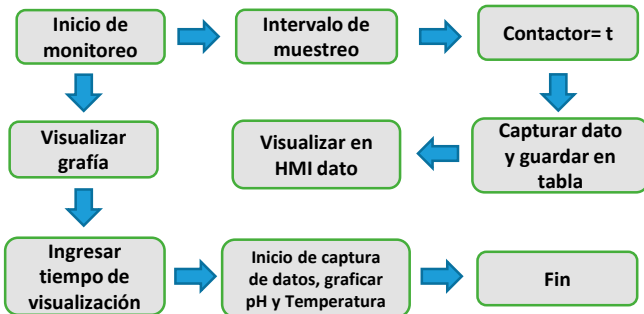 Inicio de
monitoreo
Intervalo de
muestreo
Contactor= t
Visualizar
grafía
Visualizar en
HMI dato
Capturar dato
y guardar en
tabla
Ingresar
tiempo de
visualización
Inicio de captura
de datos, graficar
pH y Temperatura
Fin